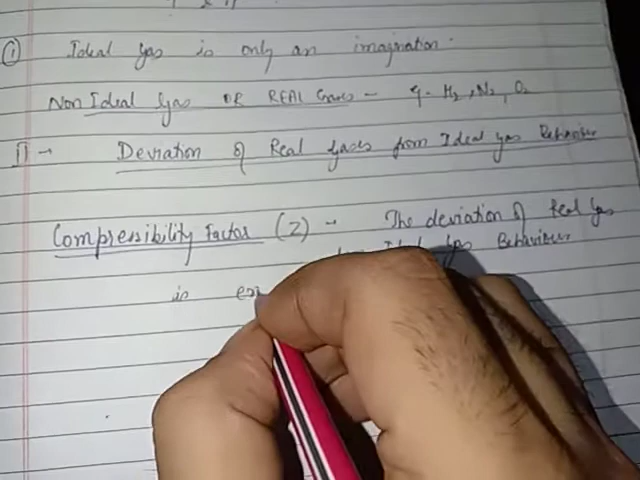 ① Ideal gas is only an imagination.
Non Ideal Gas OR REAL Gases - eg- H2, N2, O2
II - Deviation of Real gases from Ideal gas Behaviour
Compressibility Factor (Z) - The deviation of Real Gas
Ideal gas Behaviour
is